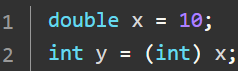 1 double x = 10;
2 int y = (int) x;